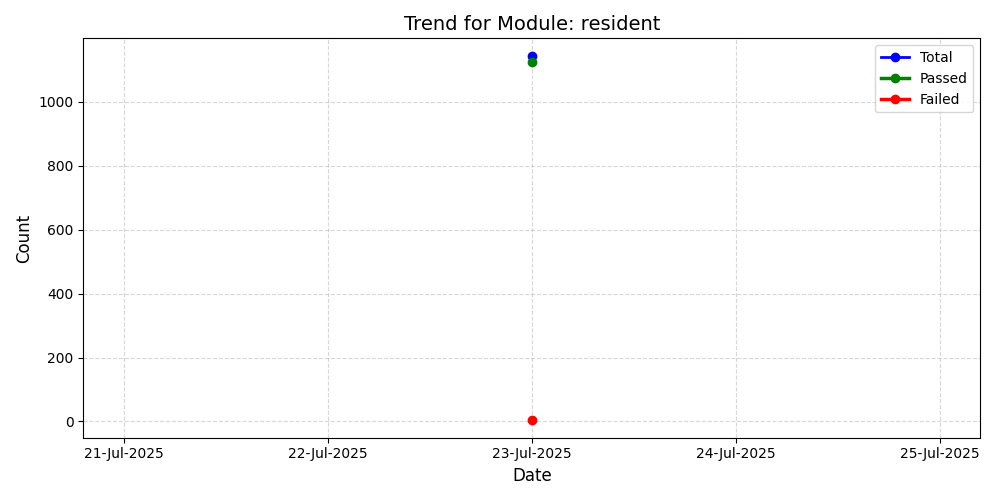 Trend for Module: resident
Total
Passed
Failed
Count
1000
800
600
400
200
0
21-Jul-2025 22-Jul-2025 23-Jul-2025 24-Jul-2025 25-Jul-2025
Date